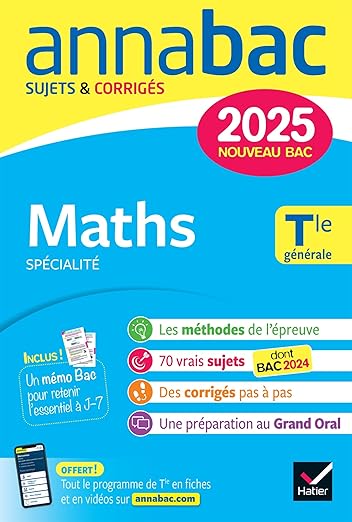 annabac
SUJETS & CORRIGÉS
2025
NOUVEAU BAC
Maths
SPÉCIALITÉ
Tle
générale
Les méthodes de l'épreuve
70 vrais sujets dont BAC 2024
Des corrigés pas à pas
Une préparation au Grand Oral
INCLUS !
Un mémo Bac
pour retenir
l'essentiel à J-7
OFFERT !
Tout le programme de Tle en fiches
et en vidéos sur annabac.com
Hatier